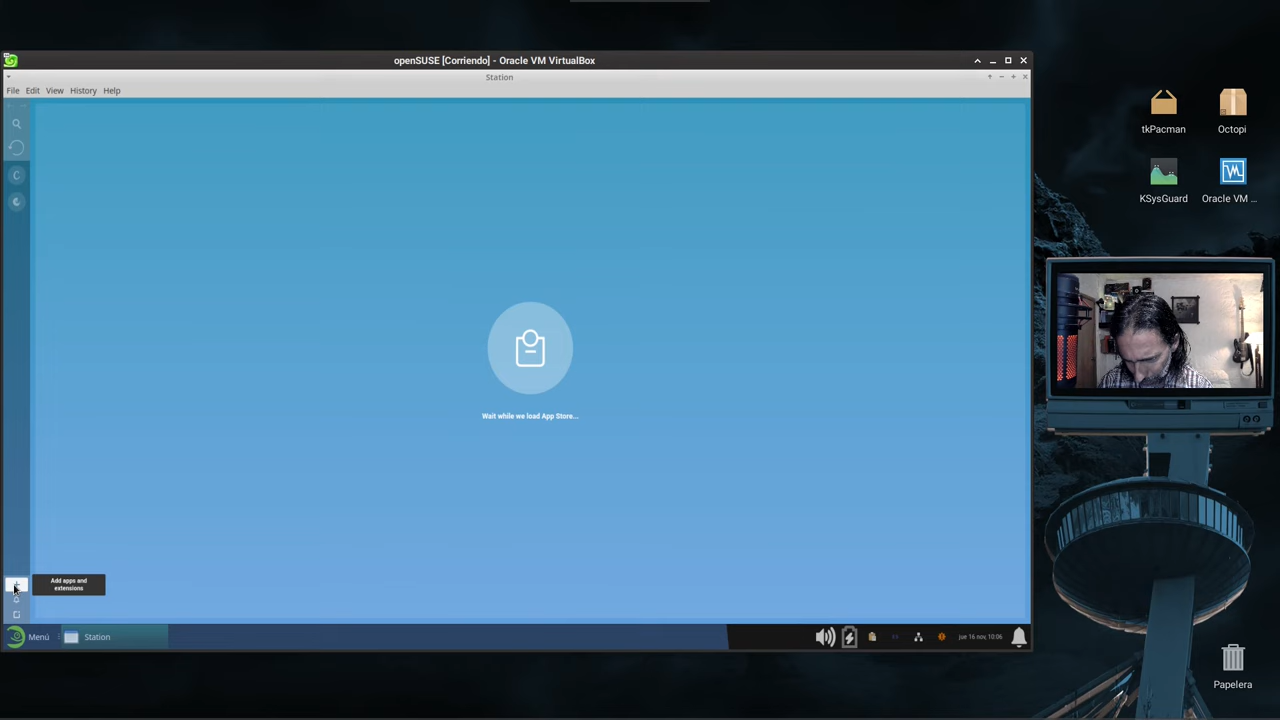 openSUSE [Corriendo] - Oracle VM VirtualBox
Station
File Edit View History Help
C
Wait while we load App Store...
Add apps and
extensions
Menú
Station
jue 16 nov, 10:06
tkPacman
Octopi
KSysGuard
Oracle VM ...
Papelera